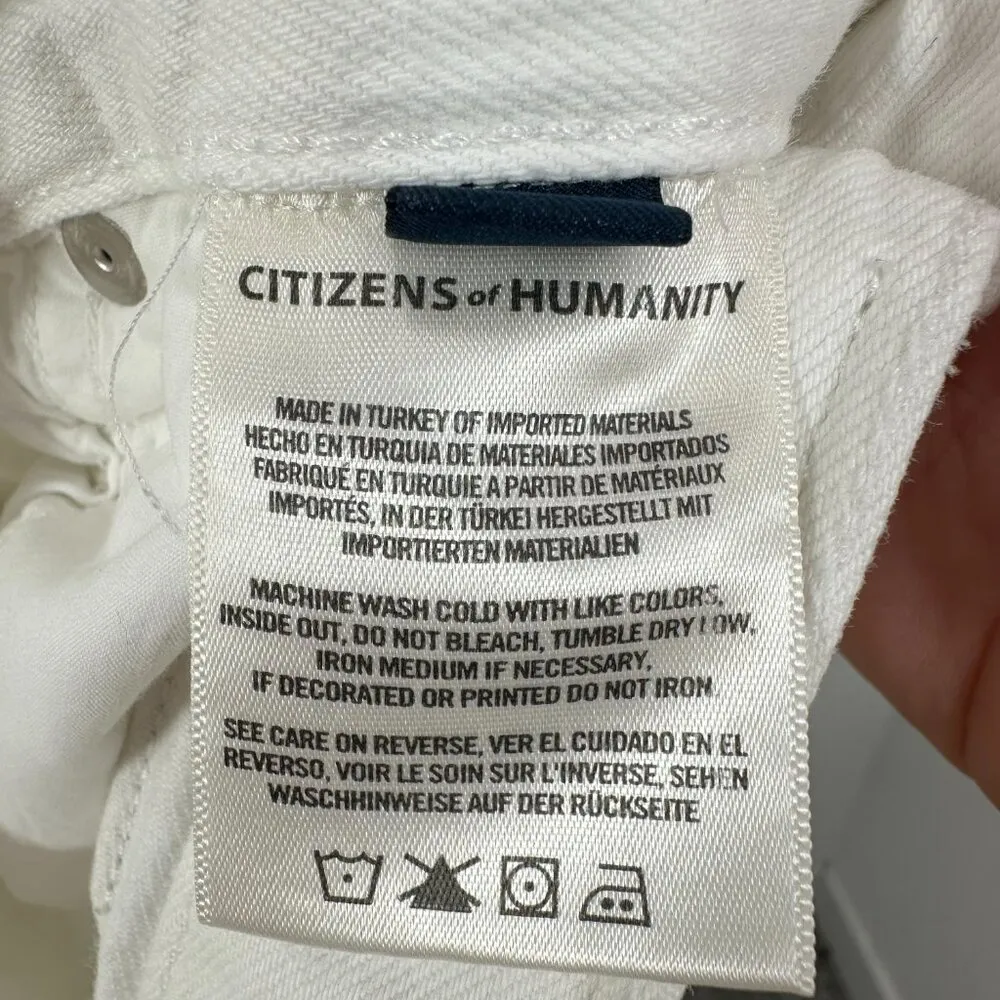 CITIZENS of HUMANITY
MADE IN TURKEY OF IMPORTED MATERIALS
HECHO EN TURQUIA DE MATERIALES IMPORTADOS
FABRIQUÉ EN TURQUIE A PARTIR DE MATÉRIAUX
IMPORTÉS, IN DER TÜRKEI HERGESTELLT MIT
IMPORTIERTEN MATERIALIEN
MACHINE WASH COLD WITH LIKE COLORS,
INSIDE OUT, DO NOT BLEACH, TUMBLE DRY LOW,
IRON MEDIUM IF NECESSARY.
IF DECORATED OR PRINTED DO NOT IRON
SEE CARE ON REVERSE, VER EL CUIDADO EN EL
REVERSO, VOIR LE SOIN SUR L'INVERSE, SEHEN
WASCHHINWEISE AUF DER RÜCKSEITE